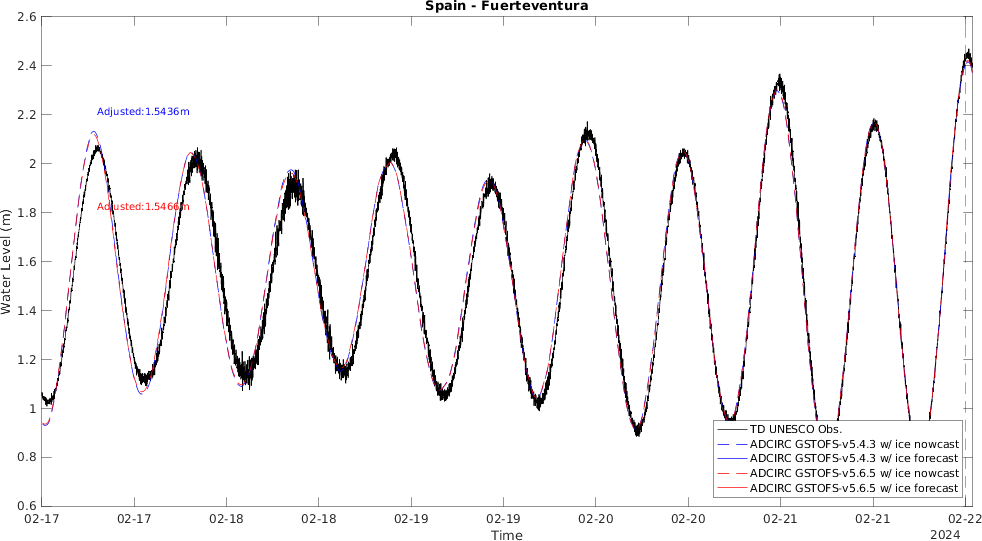 Spain - Fuerteventura
2.6
2.4
2.2
2
1.8
1.6
1.4
1.2
1
0.8
0.6
Water Level (m)
Adjusted:1.5436m
Adjusted:1.5466m
TD UNESCO Obs.
ADCIRC GSTOFS-v5.4.3 w/ ice nowcast
ADCIRC GSTOFS-v5.4.3 w/ ice forecast
ADCIRC GSTOFS-v5.6.5 w/ ice nowcast
ADCIRC GSTOFS-v5.6.5 w/ ice forecast
02-17 02-17 02-18 02-18 02-19 02-19 02-20 02-20 02-21 02-21 02-22
Time
2024